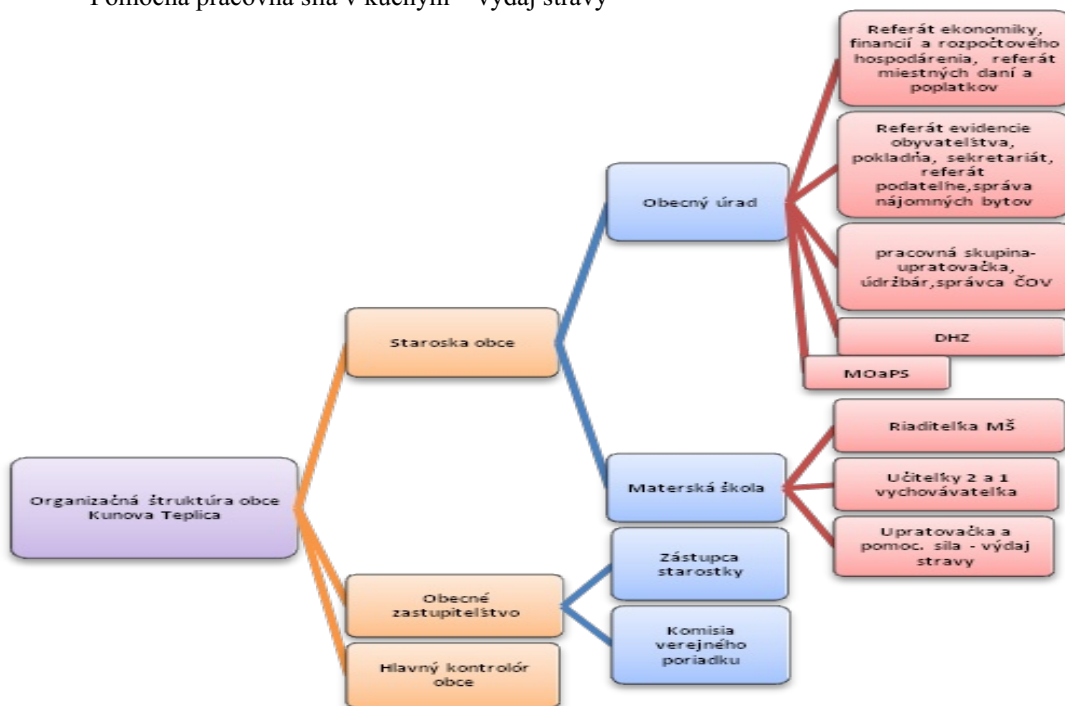 Pomocná pracovná sila v kuchyni – výdaj stravy
Referát ekonomiky,
financií a rozpočtového
hospodárenia, referát
miestných daní a
poplatkov
Referát evidencie
obyvateľstva,
pokladňa, sekretariát,
referát
podateľne,správa
nájomných bytov
Obecný úrad
pracovná skupina-
upratovačka,
údržbár,správca ČOV
DHZ
MOaPS
Staroska obce
Riaditeľka MŠ
Materská škola
Učiteľky 2 a 1
vychovávateľka
Upratovačka a
pomoc. sila - výdaj
stravy
Organizačná štruktúra obce
Kunova Teplica
Zástupca
starostky
Obecné
zastupiteľstvo
Komisia
verejného
poriadku
Hlavný kontrolór
obce